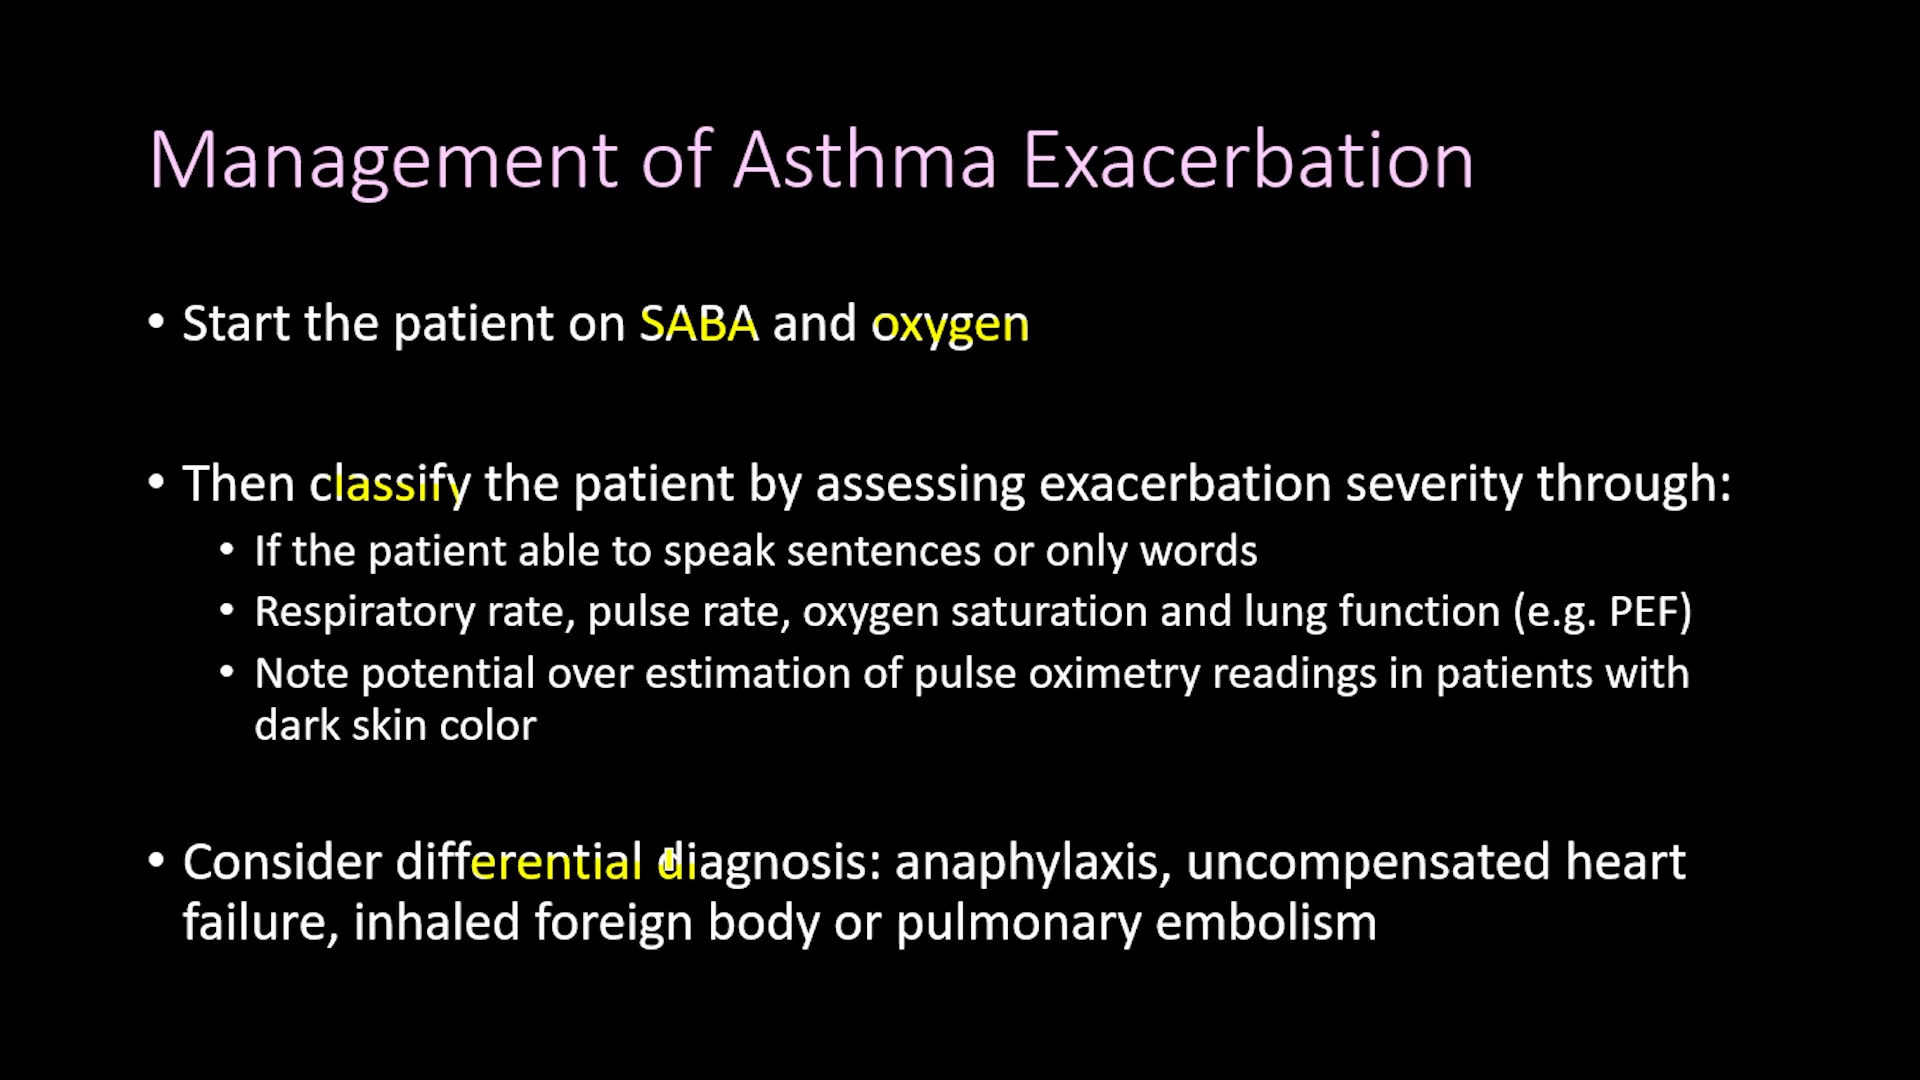 Management of Asthma Exacerbation
• Start the patient on SABA and oxygen
• Then classify the patient by assessing exacerbation severity through:
• If the patient able to speak sentences or only words
• Respiratory rate, pulse rate, oxygen saturation and lung function (e.g. PEF)
• Note potential over estimation of pulse oximetry readings in patients with
dark skin color
• Consider differential diagnosis: anaphylaxis, uncompensated heart
failure, inhaled foreign body or pulmonary embolism